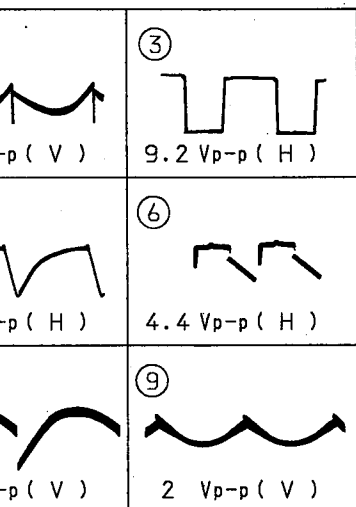 ③
-p ( V )
9.2 Vp-p ( H )
⑥
-p ( H )
4.4 Vp-p ( H )
⑨
-p ( V )
2 Vp-p ( V )